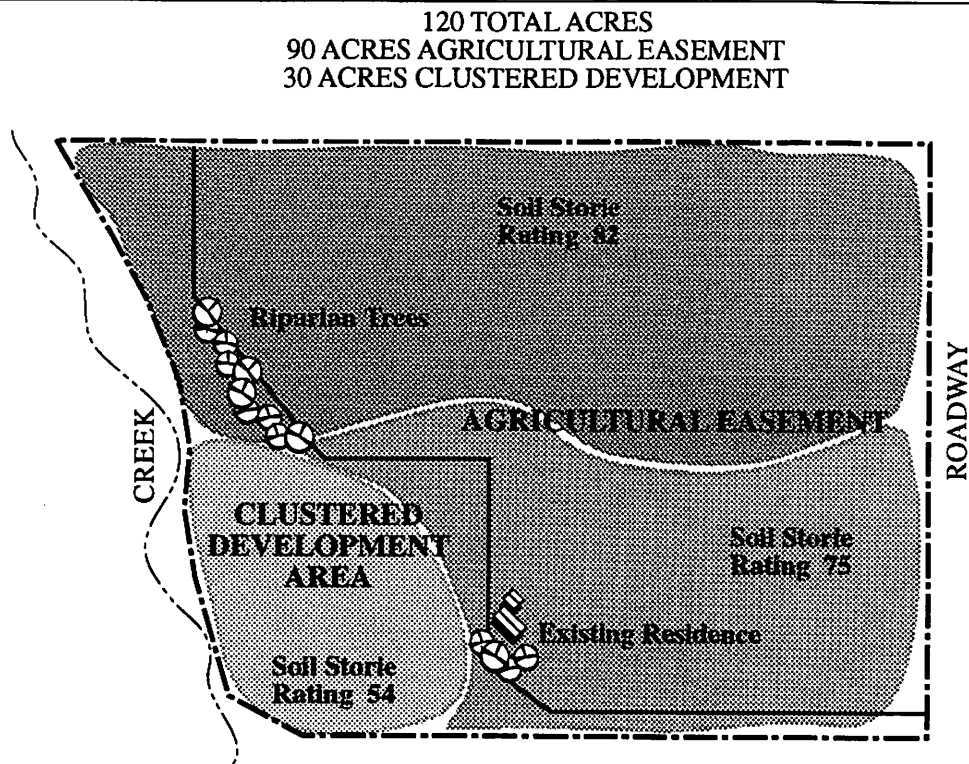 120 TOTAL ACRES
90 ACRES AGRICULTURAL EASEMENT
30 ACRES CLUSTERED DEVELOPMENT
Soil Storie
Rating 82
Riparian Trees
AGRICULTURAL EASEMENT
CREEK
ROADWAY
CLUSTERED
DEVELOPMENT
AREA
Soil Storie
Rating 75
Existing Residence
Soil Storie
Rating 54